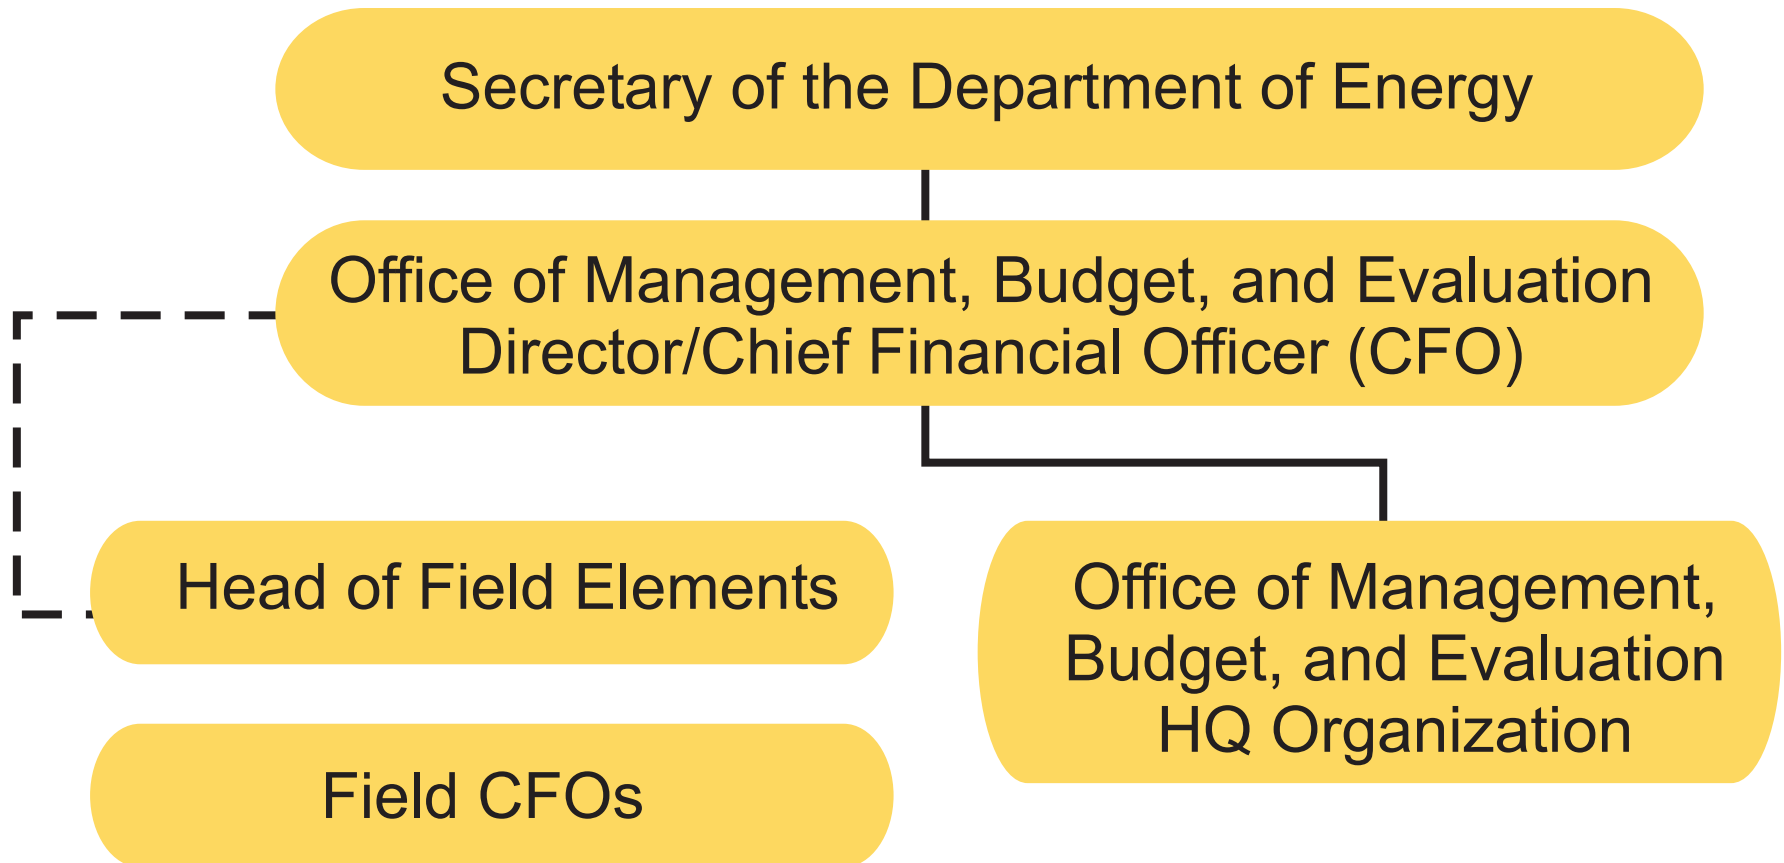 Secretary of the Department of Energy
Office of Management, Budget, and Evaluation
Director/Chief Financial Officer (CFO)
Head of Field Elements
Office of Management,
Budget, and Evaluation
HQ Organization
Field CFOs